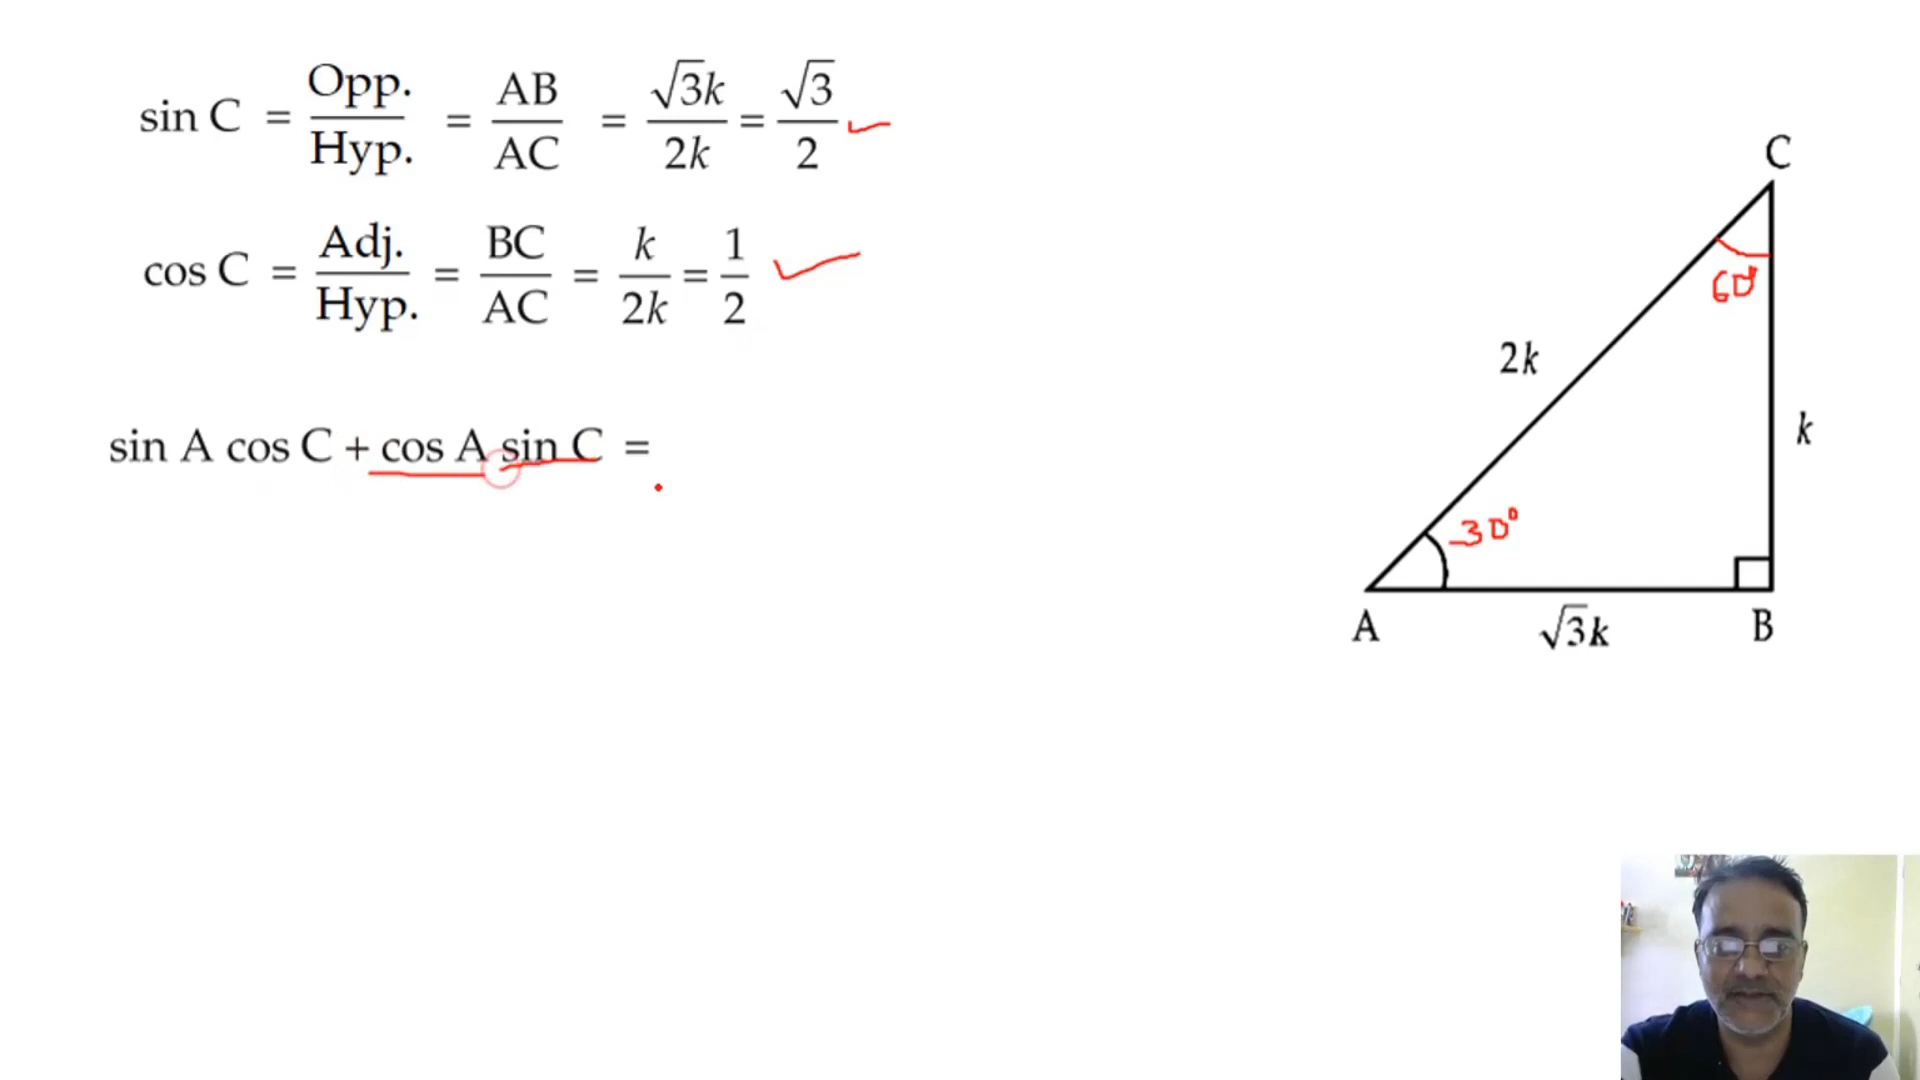 sin C = Opp./Hyp. = AB/AC = √3k/2k = √3/2
cos C = Adj./Hyp. = BC/AC = k/2k = 1/2
sin A cos C + cos A sin C =
C
60°
2k
k
30°
A
√3k
B